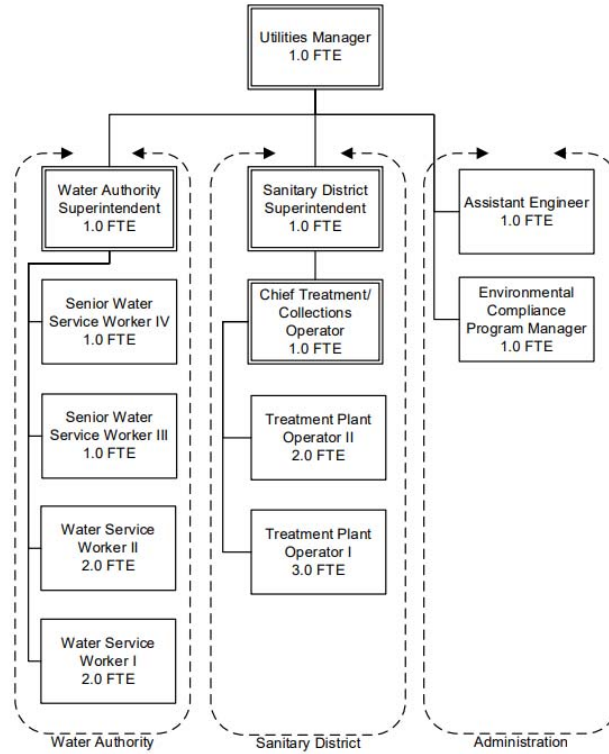 Utilities Manager
1.0 FTE
Water Authority
Superintendent
1.0 FTE
Senior Water
Service Worker IV
1.0 FTE
Senior Water
Service Worker III
1.0 FTE
Water Service
Worker II
2.0 FTE
Water Service
Worker I
2.0 FTE
Water Authority
Sanitary District
Superintendent
1.0 FTE
Chief Treatment/
Collections
Operator
1.0 FTE
Treatment Plant
Operator II
2.0 FTE
Treatment Plant
Operator I
3.0 FTE
Sanitary District
Assistant Engineer
1.0 FTE
Environmental
Compliance
Program Manager
1.0 FTE
Administration